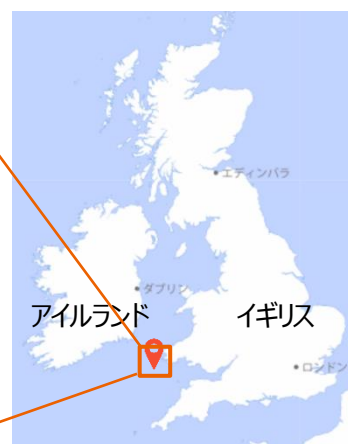 エディンバラ
ダブリン
アイルランド
イギリス
ロンドン